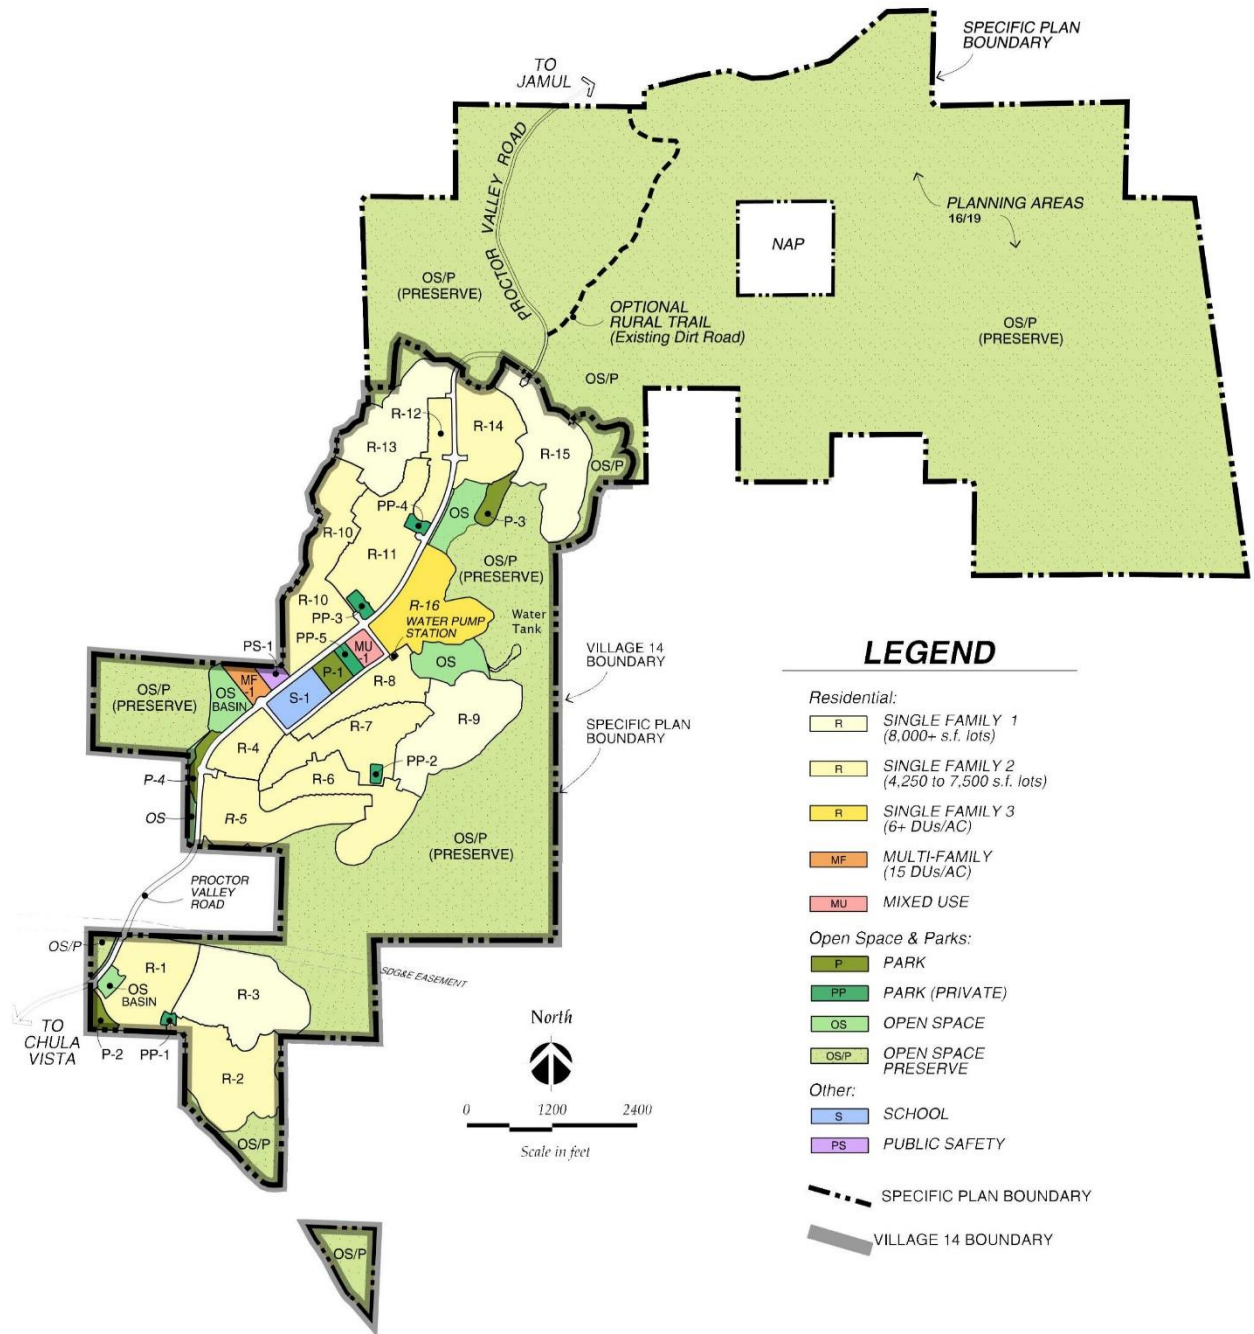 SPECIFIC PLAN
BOUNDARY
TO
JAMUL
PROCTOR VALLEY ROAD
PLANNING AREAS
16/19
NAP
OS/P
(PRESERVE)
OPTIONAL
RURAL TRAIL
(Existing Dirt Road)
OS/P
(PRESERVE)
OS/P
R-12
R-14
R-13
R-15
OS/P
PP-4
OS
P-3
R-10
R-11
OS/P
(PRESERVE)
R-10
R-16
PP-3
WATER PUMP
STATION
Water
Tank
PP-5
MU
-1
PS-1
P-1
OS
VILLAGE 14
BOUNDARY
OS/P
(PRESERVE)
MF
-1
OS
BASIN
S-1
R-8
R-9
R-7
R-4
SPECIFIC PLAN
BOUNDARY
PP-2
P-4
R-6
OS
R-5
OS/P
(PRESERVE)
PROCTOR
VALLEY
ROAD
OS/P
R-1
SDG&E EASEMENT
OS
BASIN
R-3
TO
CHULA
VISTA
P-2
PP-1
R-2
OS/P
OS/P
North
0 1200 2400
Scale in feet
LEGEND
Residential:
R SINGLE FAMILY 1
(8,000+ s.f. lots)
R SINGLE FAMILY 2
(4,250 to 7,500 s.f. lots)
R SINGLE FAMILY 3
(6+ DUs/AC)
MF MULTI-FAMILY
(15 DUs/AC)
MU MIXED USE
Open Space & Parks:
P PARK
PP PARK (PRIVATE)
OS OPEN SPACE
OS/P OPEN SPACE
PRESERVE
Other:
S SCHOOL
PS PUBLIC SAFETY
SPECIFIC PLAN BOUNDARY
VILLAGE 14 BOUNDARY